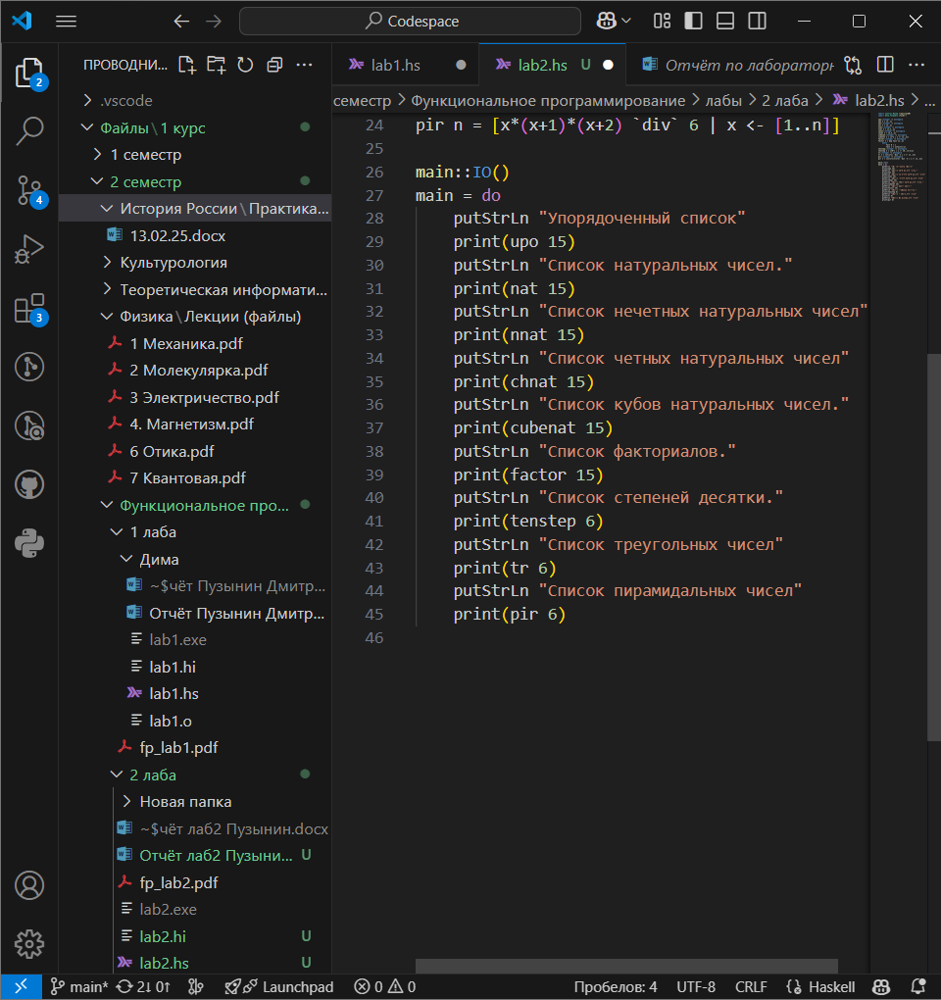 Codespace
ПРОВОДНИ...
lab1.hs
lab2.hs U
Отчёт по лабораторн
семестр > Функциональное программирование > лабы > 2 лаба > lab2.hs > ...
.vscode
Файлы\1 курс
1 семестр
2 семестр
История России\Практика...
13.02.25.docx
Культурология
Теоретическая информати...
Физика\Лекции (файлы)
1 Механика.pdf
2 Молекулярка.pdf
3 Электричество.pdf
4. Магнетизм.pdf
6 Отика.pdf
7 Квантовая.pdf
Функциональное про...
1 лаба
Дима
~$чёт Пузынин Дмитр...
Отчёт Пузынин Дмитр...
lab1.exe
lab1.hi
lab1.hs
lab1.o
fp_lab1.pdf
2 лаба
Новая папка
~$чёт лаб2 Пузынин.docx
Отчёт лаб2 Пузыни... U
fp_lab2.pdf
lab2.exe
lab2.hi U
lab2.hs U
2
4
3
24 pir n = [x*(x+1)*(x+2) `div` 6 | x <- [1..n]]
25
26 main::IO()
27 main = do
28 putStrLn "Упорядоченный список"
29 print(upo 15)
30 putStrLn "Список натуральных чисел."
31 print(nat 15)
32 putStrLn "Список нечетных натуральных чисел"
33 print(nnat 15)
34 putStrLn "Список четных натуральных чисел"
35 print(chnat 15)
36 putStrLn "Список кубов натуральных чисел."
37 print(cubenat 15)
38 putStrLn "Список факториалов."
39 print(factor 15)
40 putStrLn "Список степеней десятки."
41 print(tenstep 6)
42 putStrLn "Список треугольных чисел"
43 print(tr 6)
44 putStrLn "Список пирамидальных чисел"
45 print(pir 6)
46
main* 2↓ 0↑ Launchpad 0 0 Пробелов: 4 UTF-8 CRLF Haskell